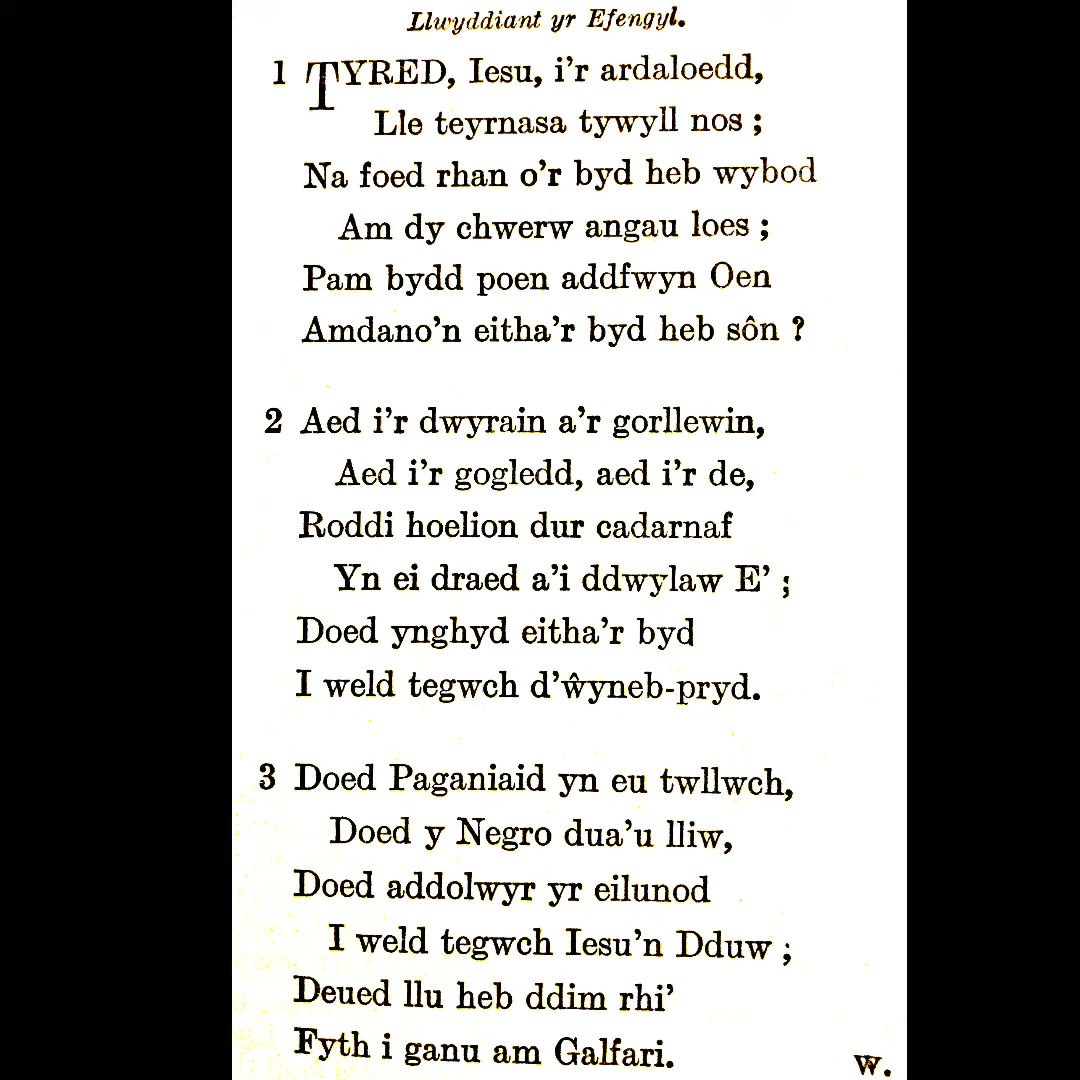 Llwyddiant yr Efengyl.
1 TYRED, Iesu, i'r ardaloedd,
Lle teyrnasa tywyll nos ;
Na foed rhan o'r byd heb wybod
Am dy chwerw angau loes ;
Pam bydd poen addfwyn Oen
Amdano'n eitha'r byd heb sôn ?
2 Aed i'r dwyrain a'r gorllewin,
Aed i'r gogledd, aed i'r de,
Roddi hoelion dur cadarnaf
Yn ei draed a'i ddwylaw E' ;
Doed ynghyd eitha'r byd
I weld tegwch d'ŵyneb-pryd.
3 Doed Paganiaid yn eu twllwch,
Doed y Negro dua'u lliw,
Doed addolwyr yr eilunod
I weld tegwch Iesu'n Dduw ;
Deued llu heb ddim rhi'
Fyth i ganu am Galfari.
W.